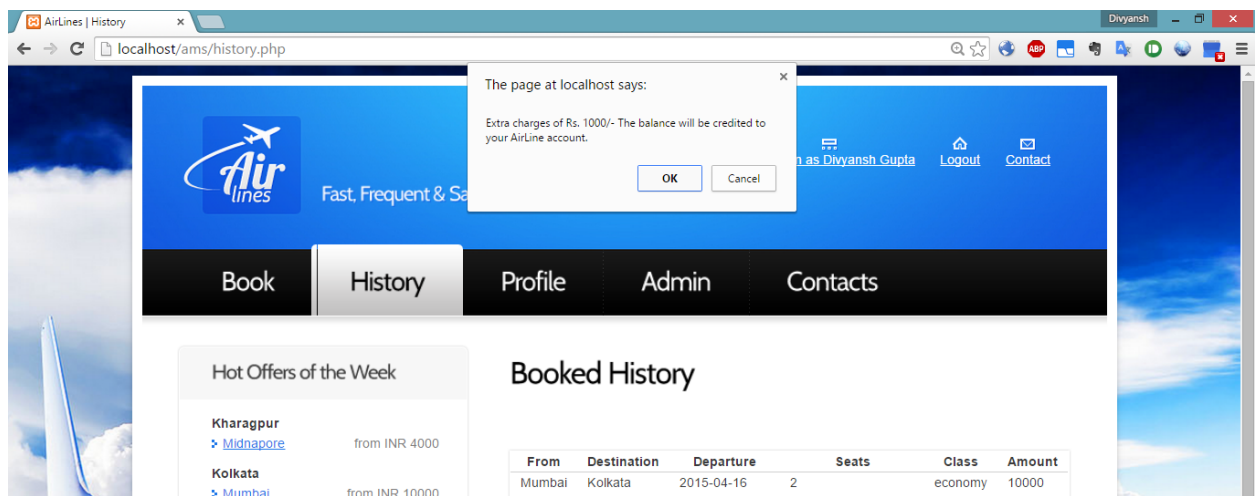 AirLines | History
Divyansh
localhost/ams/history.php
ABP
The page at localhost says:
Extra charges of Rs. 1000/- The balance will be credited to
your AirLine account.
OK
Cancel
Air
lines
Fast, Frequent & Sa
as Divyansh Gupta
Logout
Contact
Book
History
Profile
Admin
Contacts
Hot Offers of the Week
Kharagpur
Midnapore from INR 4000
Kolkata
Mumbai from INR 10000
Booked History
From Destination Departure Seats Class Amount
Mumbai Kolkata 2015-04-16 2 economy 10000